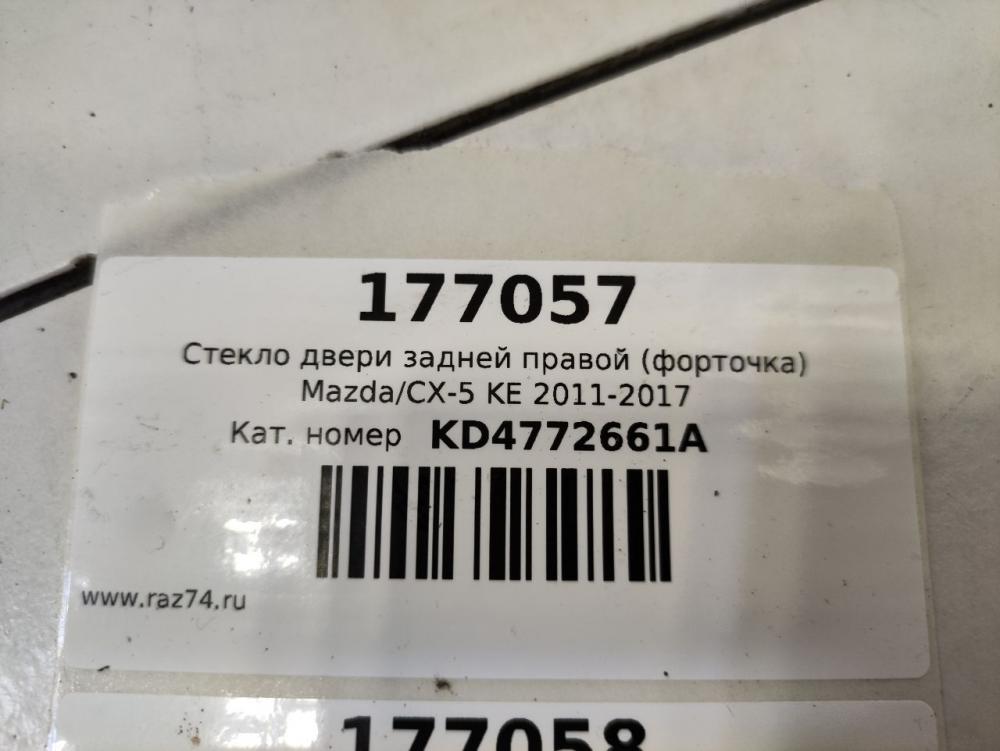 177057
Стекло двери задней правой (форточка)
Mazda/CX-5 KE 2011-2017
Кат. номер KD4772661A
www.raz74.ru
177058